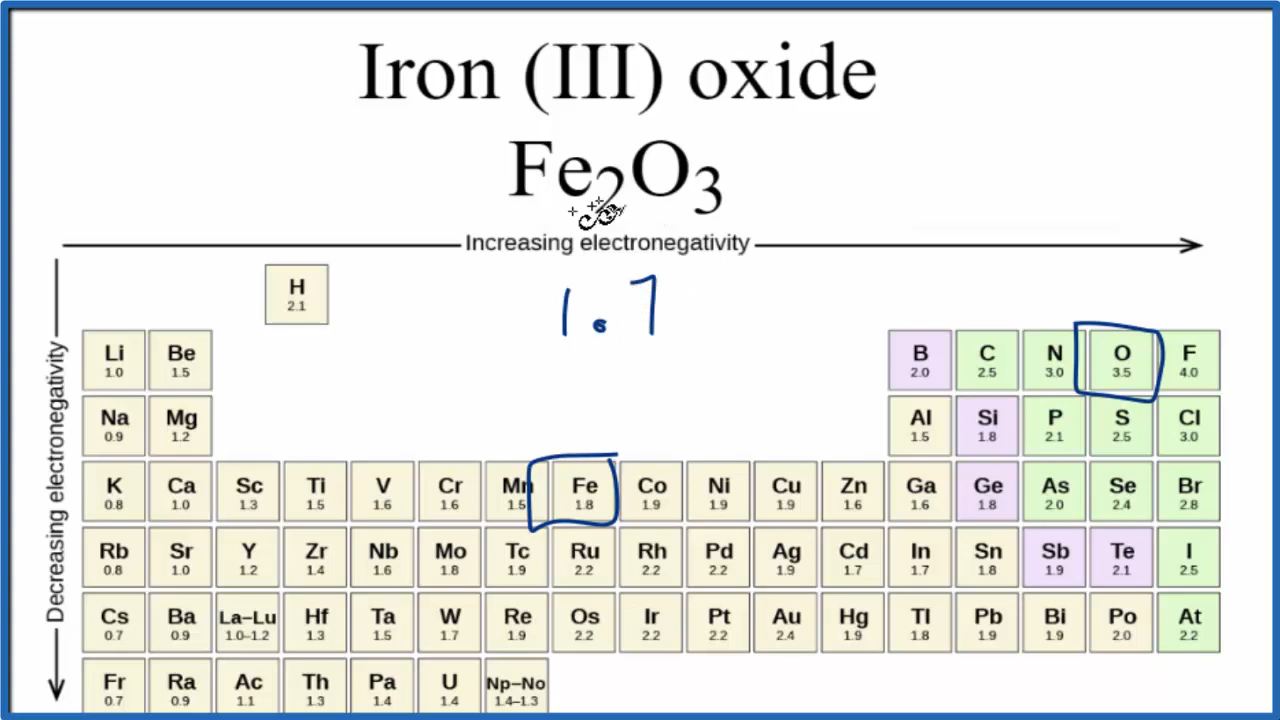 Iron (III) oxide
Fe₂O₃
Increasing electronegativity
Decreasing electronegativity
1.7
H
2.1
Li Be B C N O F
1.0 1.5 2.0 2.5 3.0 3.5 4.0
Na Mg Al Si P S Cl
0.9 1.2 1.5 1.8 2.1 2.5 3.0
K Ca Sc Ti V Cr Mn Fe Co Ni Cu Zn Ga Ge As Se Br
0.8 1.0 1.3 1.5 1.6 1.6 1.5 1.8 1.9 1.9 1.9 1.6 1.6 1.8 2.0 2.4 2.8
Rb Sr Y Zr Nb Mo Tc Ru Rh Pd Ag Cd In Sn Sb Te I
0.8 1.0 1.2 1.4 1.6 1.8 1.9 2.2 2.2 2.2 1.9 1.7 1.7 1.8 1.9 2.1 2.5
Cs Ba La–Lu Hf Ta W Re Os Ir Pt Au Hg Tl Pb Bi Po At
0.7 0.9 1.0–1.2 1.3 1.5 1.7 1.9 2.2 2.2 2.2 2.4 1.9 1.8 1.9 1.9 2.0 2.2
Fr Ra Ac Th Pa U Np–No
0.7 0.9 1.1 1.3 1.4 1.4 1.4–1.3